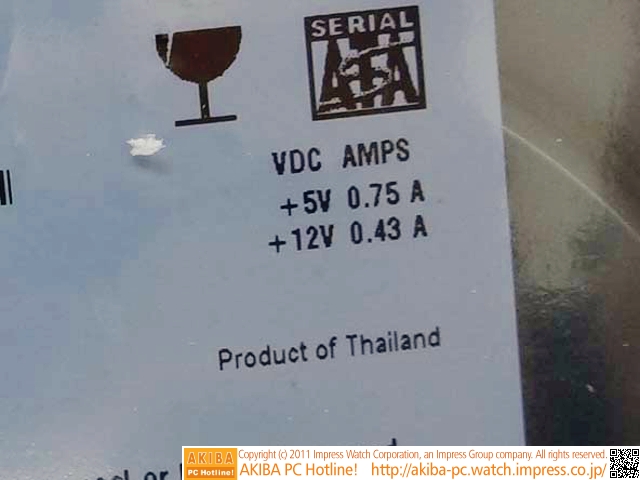 SERIAL
ATA
VDC AMPS
+5V 0.75 A
+12V 0.43 A
Product of Thailand
or
AKIBA
PC Hotline!
Copyright (c) 2011 Impress Watch Corporation, an Impress Group company. All rights reserved.
AKIBA PC Hotline! http://akiba-pc.watch.impress.co.jp/